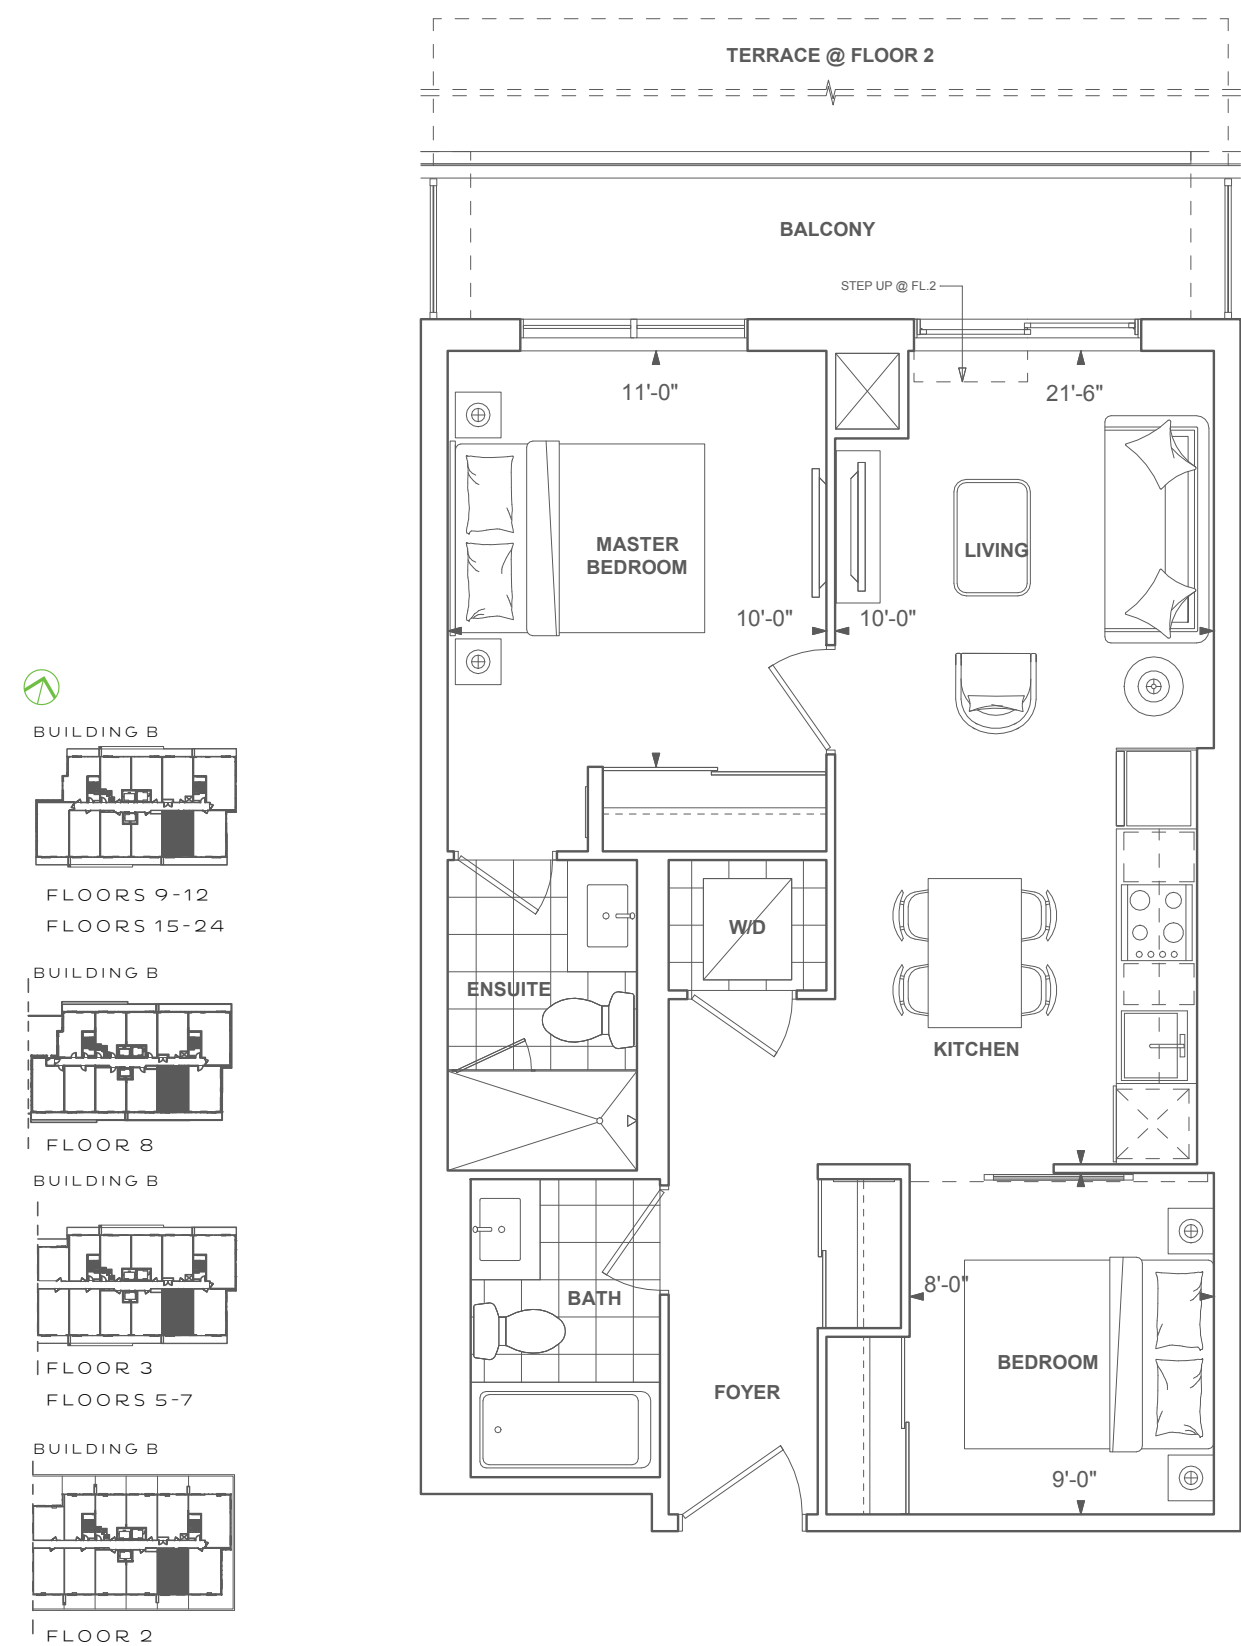 TERRACE @ FLOOR 2
BALCONY
STEP UP @ FL.2
11'-0"
21'-6"
MASTER
BEDROOM
LIVING
10'-0"
10'-0"
W/D
ENSUITE
KITCHEN
8'-0"
BATH
BEDROOM
FOYER
9'-0"
BUILDING B
FLOORS 9-12
FLOORS 15-24
BUILDING B
FLOOR 8
BUILDING B
FLOOR 3
FLOORS 5-7
BUILDING B
FLOOR 2